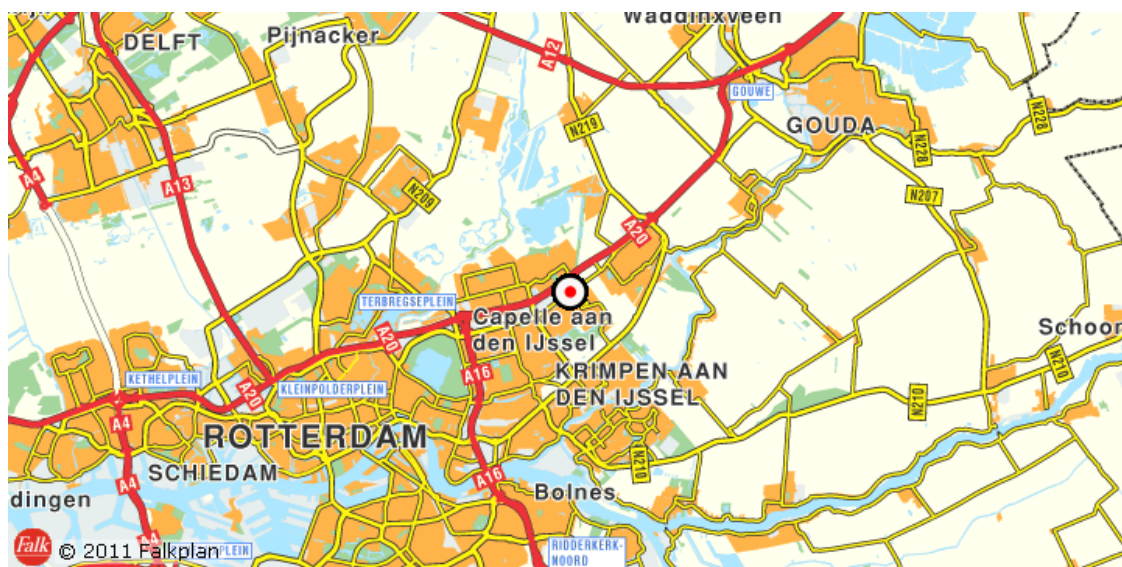 Waddinxveen
DELFT
Pijnacker
A12
GOUWE
N219
GOUDA
N228
N228
A4
A13
N209
N207
A20
TERBREGSEPLEIN
Capelle aan
den IJssel
A20
Schoon
KETHELPLEIN
KLEINPOLDERPLEIN
A16
KRIMPEN AAN
DEN IJSSEL
N210
N210
A20
A4
ROTTERDAM
SCHIEDAM
N210
A4
A16
Bolnes
dingen
Falk
© 2011 Falkplan
PLEIN
A4
RIDDERKERK-
NOORD